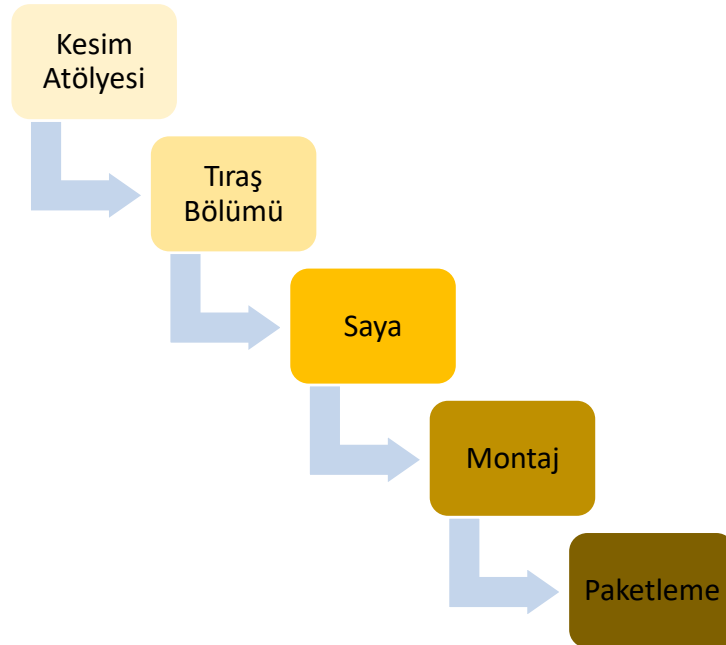 Kesim
Atölyesi
Tıraş
Bölümü
Saya
Montaj
Paketleme